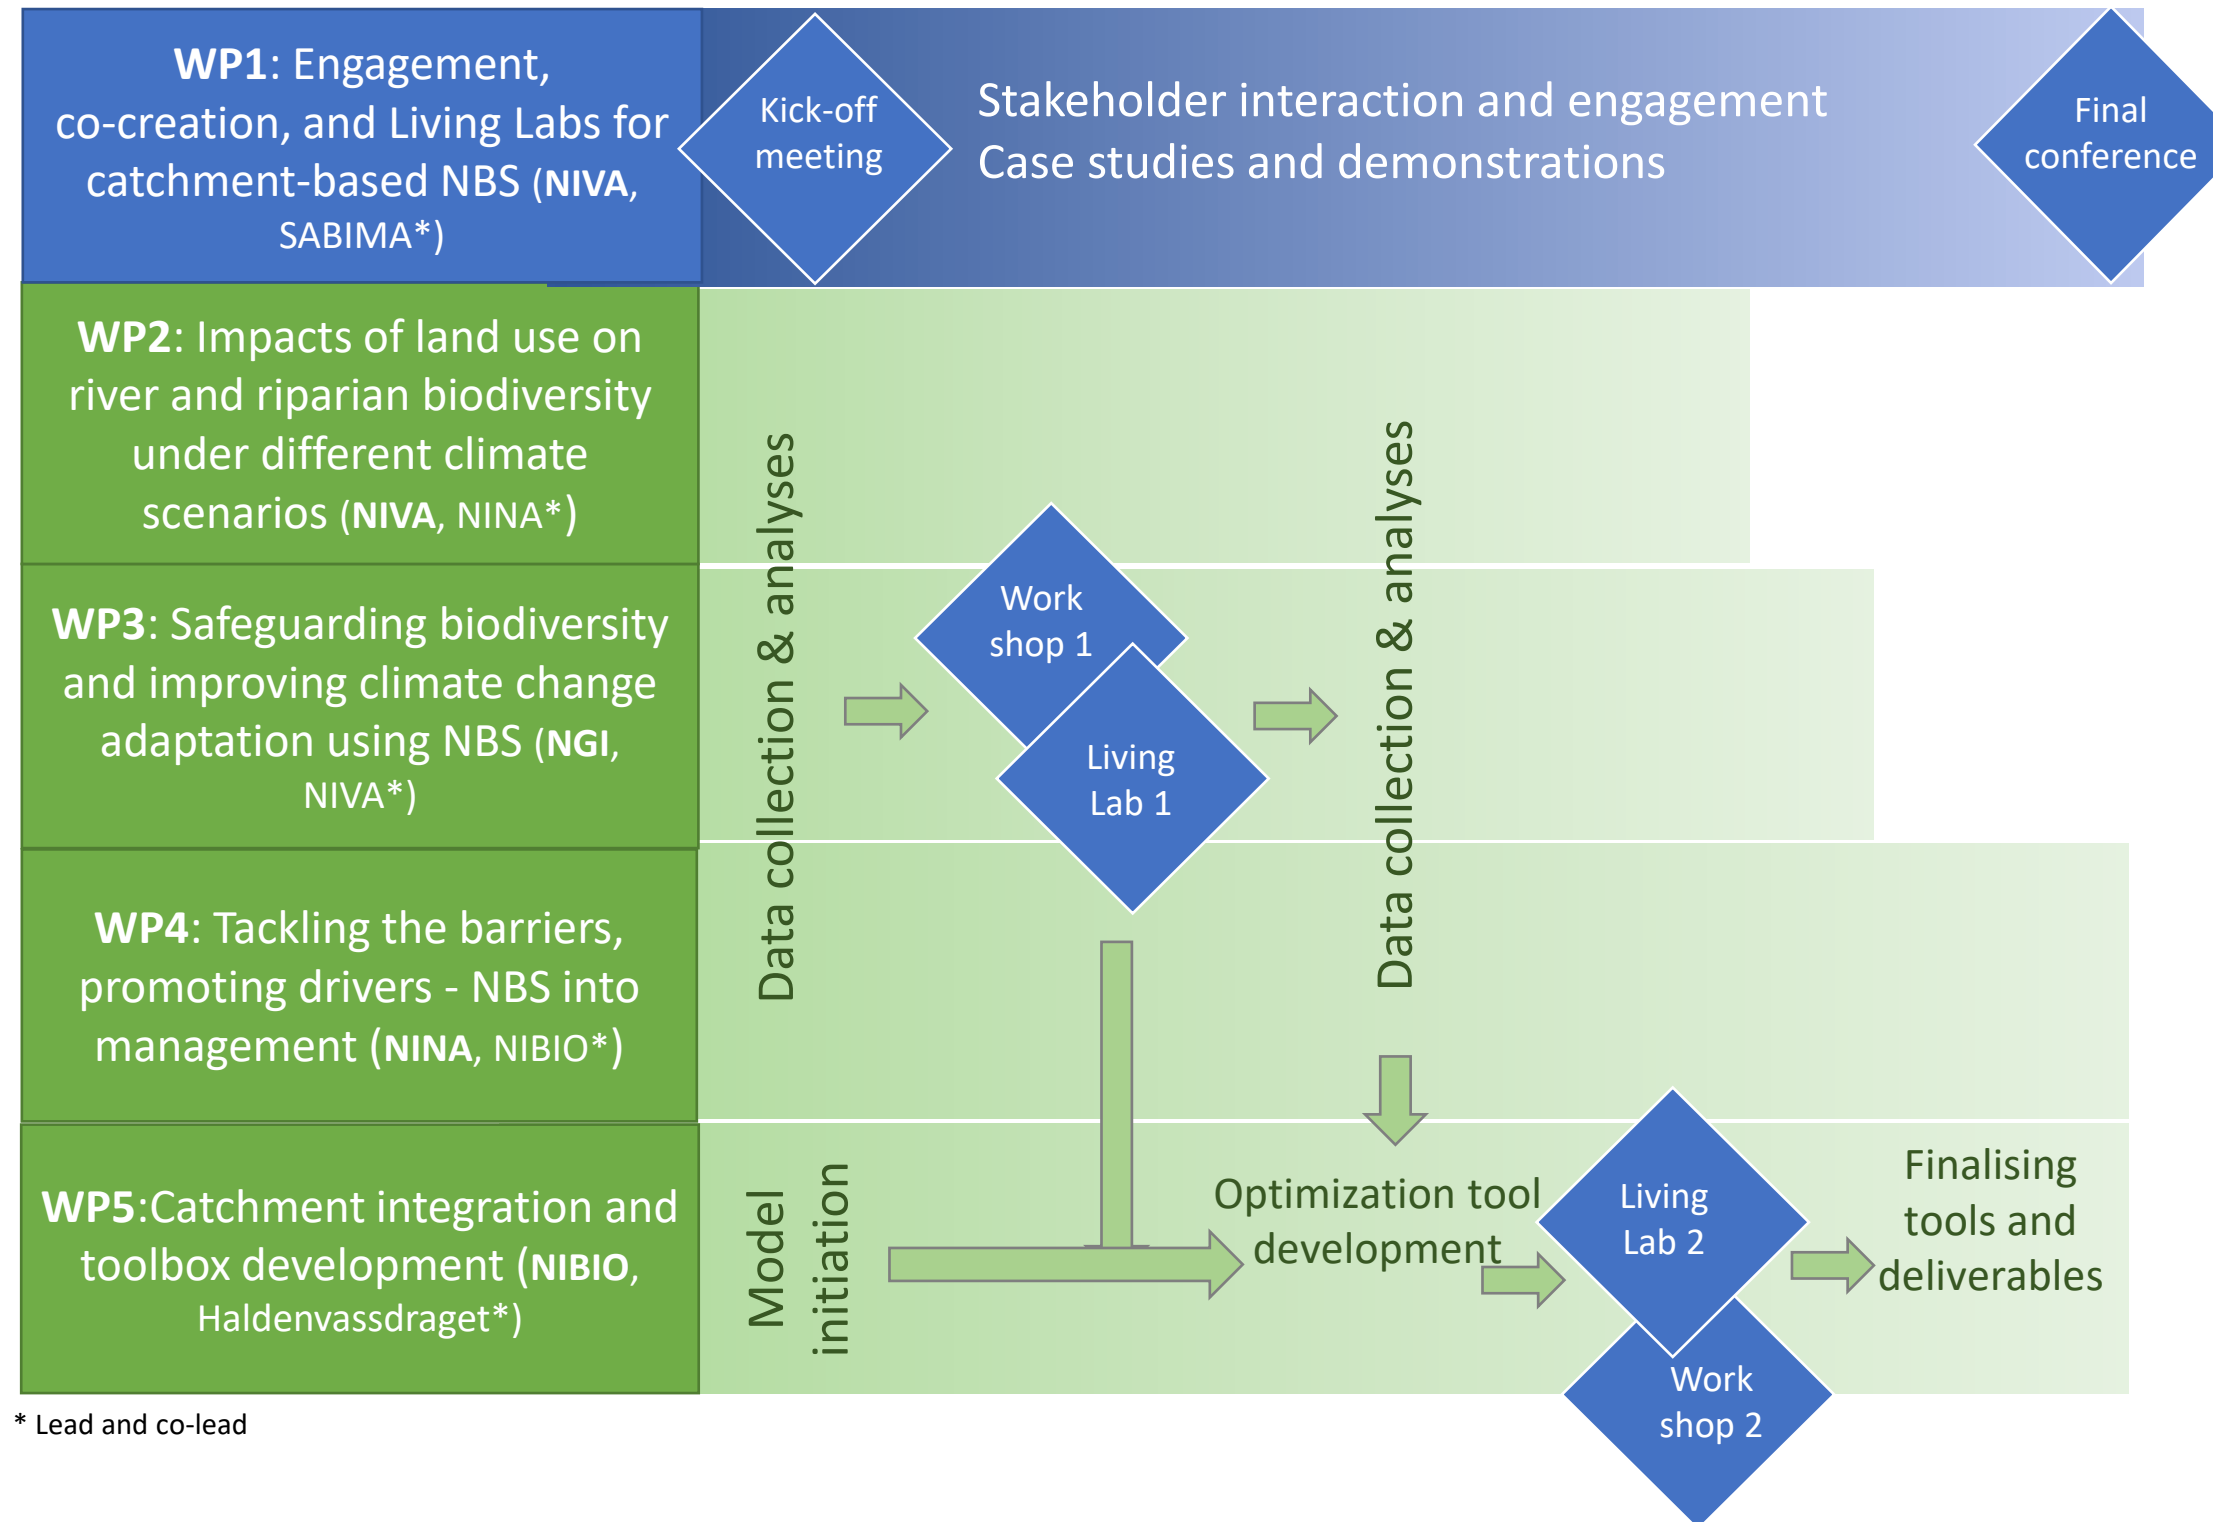 WP1: Engagement,
co-creation, and Living Labs for
catchment-based NBS (NIVA,
SABIMA*)
Kick-off
meeting
Stakeholder interaction and engagement
Case studies and demonstrations
Final
conference
WP2: Impacts of land use on
river and riparian biodiversity
under different climate
scenarios (NIVA, NINA*)
WP3: Safeguarding biodiversity
and improving climate change
adaptation using NBS (NGI,
NIVA*)
WP4: Tackling the barriers,
promoting drivers - NBS into
management (NINA, NIBIO*)
Data collection & analyses
Work
shop 1
Living
Lab 1
Data collection & analyses
WP5:Catchment integration and
toolbox development (NIBIO,
Haldenvassdraget*)
Model
initiation
Optimization tool
development
Living
Lab 2
Work
shop 2
Finalising
tools and
deliverables
* Lead and co-lead